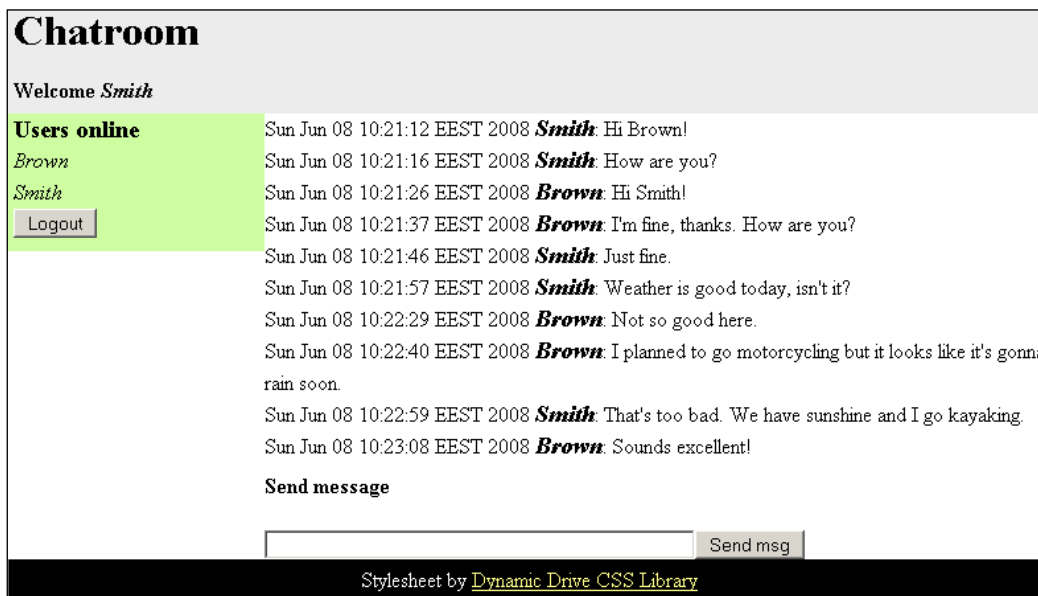 Chatroom
Welcome Smith
Users online
Brown
Smith
Logout
Sun Jun 08 10:21:12 EEST 2008 Smith: Hi Brown!
Sun Jun 08 10:21:16 EEST 2008 Smith: How are you?
Sun Jun 08 10:21:26 EEST 2008 Brown: Hi Smith!
Sun Jun 08 10:21:37 EEST 2008 Brown: I'm fine, thanks. How are you?
Sun Jun 08 10:21:46 EEST 2008 Smith: Just fine.
Sun Jun 08 10:21:57 EEST 2008 Smith: Weather is good today, isn't it?
Sun Jun 08 10:22:29 EEST 2008 Brown: Not so good here.
Sun Jun 08 10:22:40 EEST 2008 Brown: I planned to go motorcycling but it looks like it's gonna
rain soon.
Sun Jun 08 10:22:59 EEST 2008 Smith: That's too bad. We have sunshine and I go kayaking.
Sun Jun 08 10:23:08 EEST 2008 Brown: Sounds excellent!
Send message
Send msg
Stylesheet by Dynamic Drive CSS Library